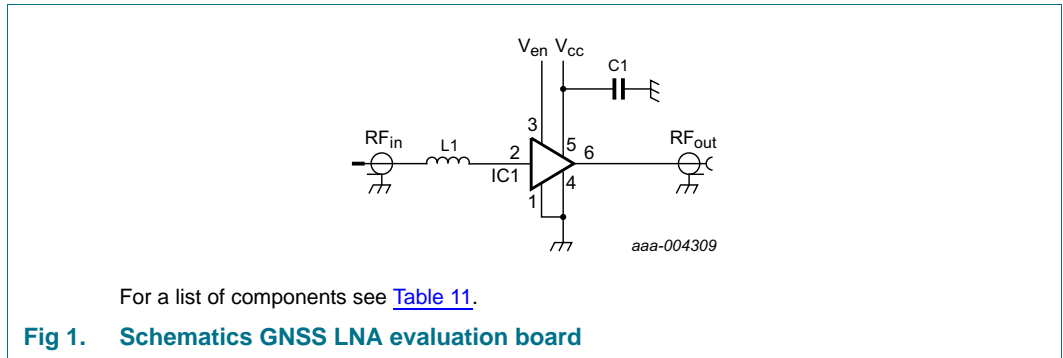 Ven Vcc
C1
3
RFin L1 2 5 6 RFout
IC1 4
1
aaa-004309
For a list of components see Table 11.
Fig 1. Schematics GNSS LNA evaluation board